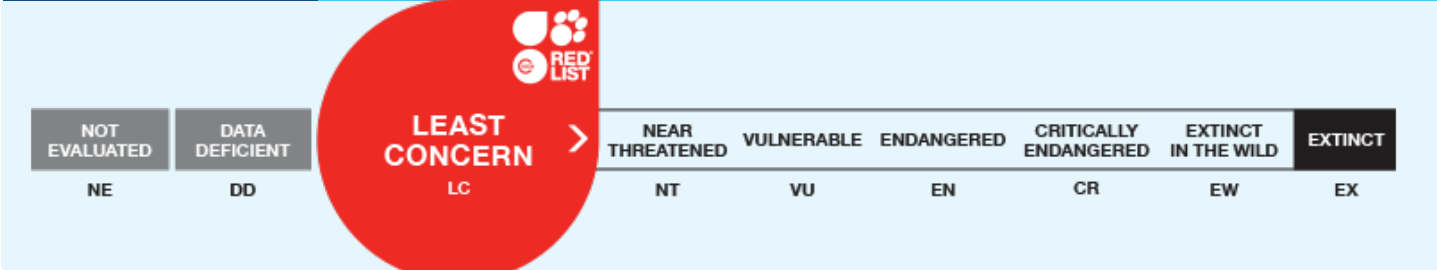 RED
LIST
NOT
EVALUATED
DATA
DEFICIENT
LEAST
CONCERN
>
NEAR
THREATENED
VULNERABLE
ENDANGERED
CRITICALLY
ENDANGERED
EXTINCT
IN THE WILD
EXTINCT
NE
DD
LC
NT
VU
EN
CR
EW
EX